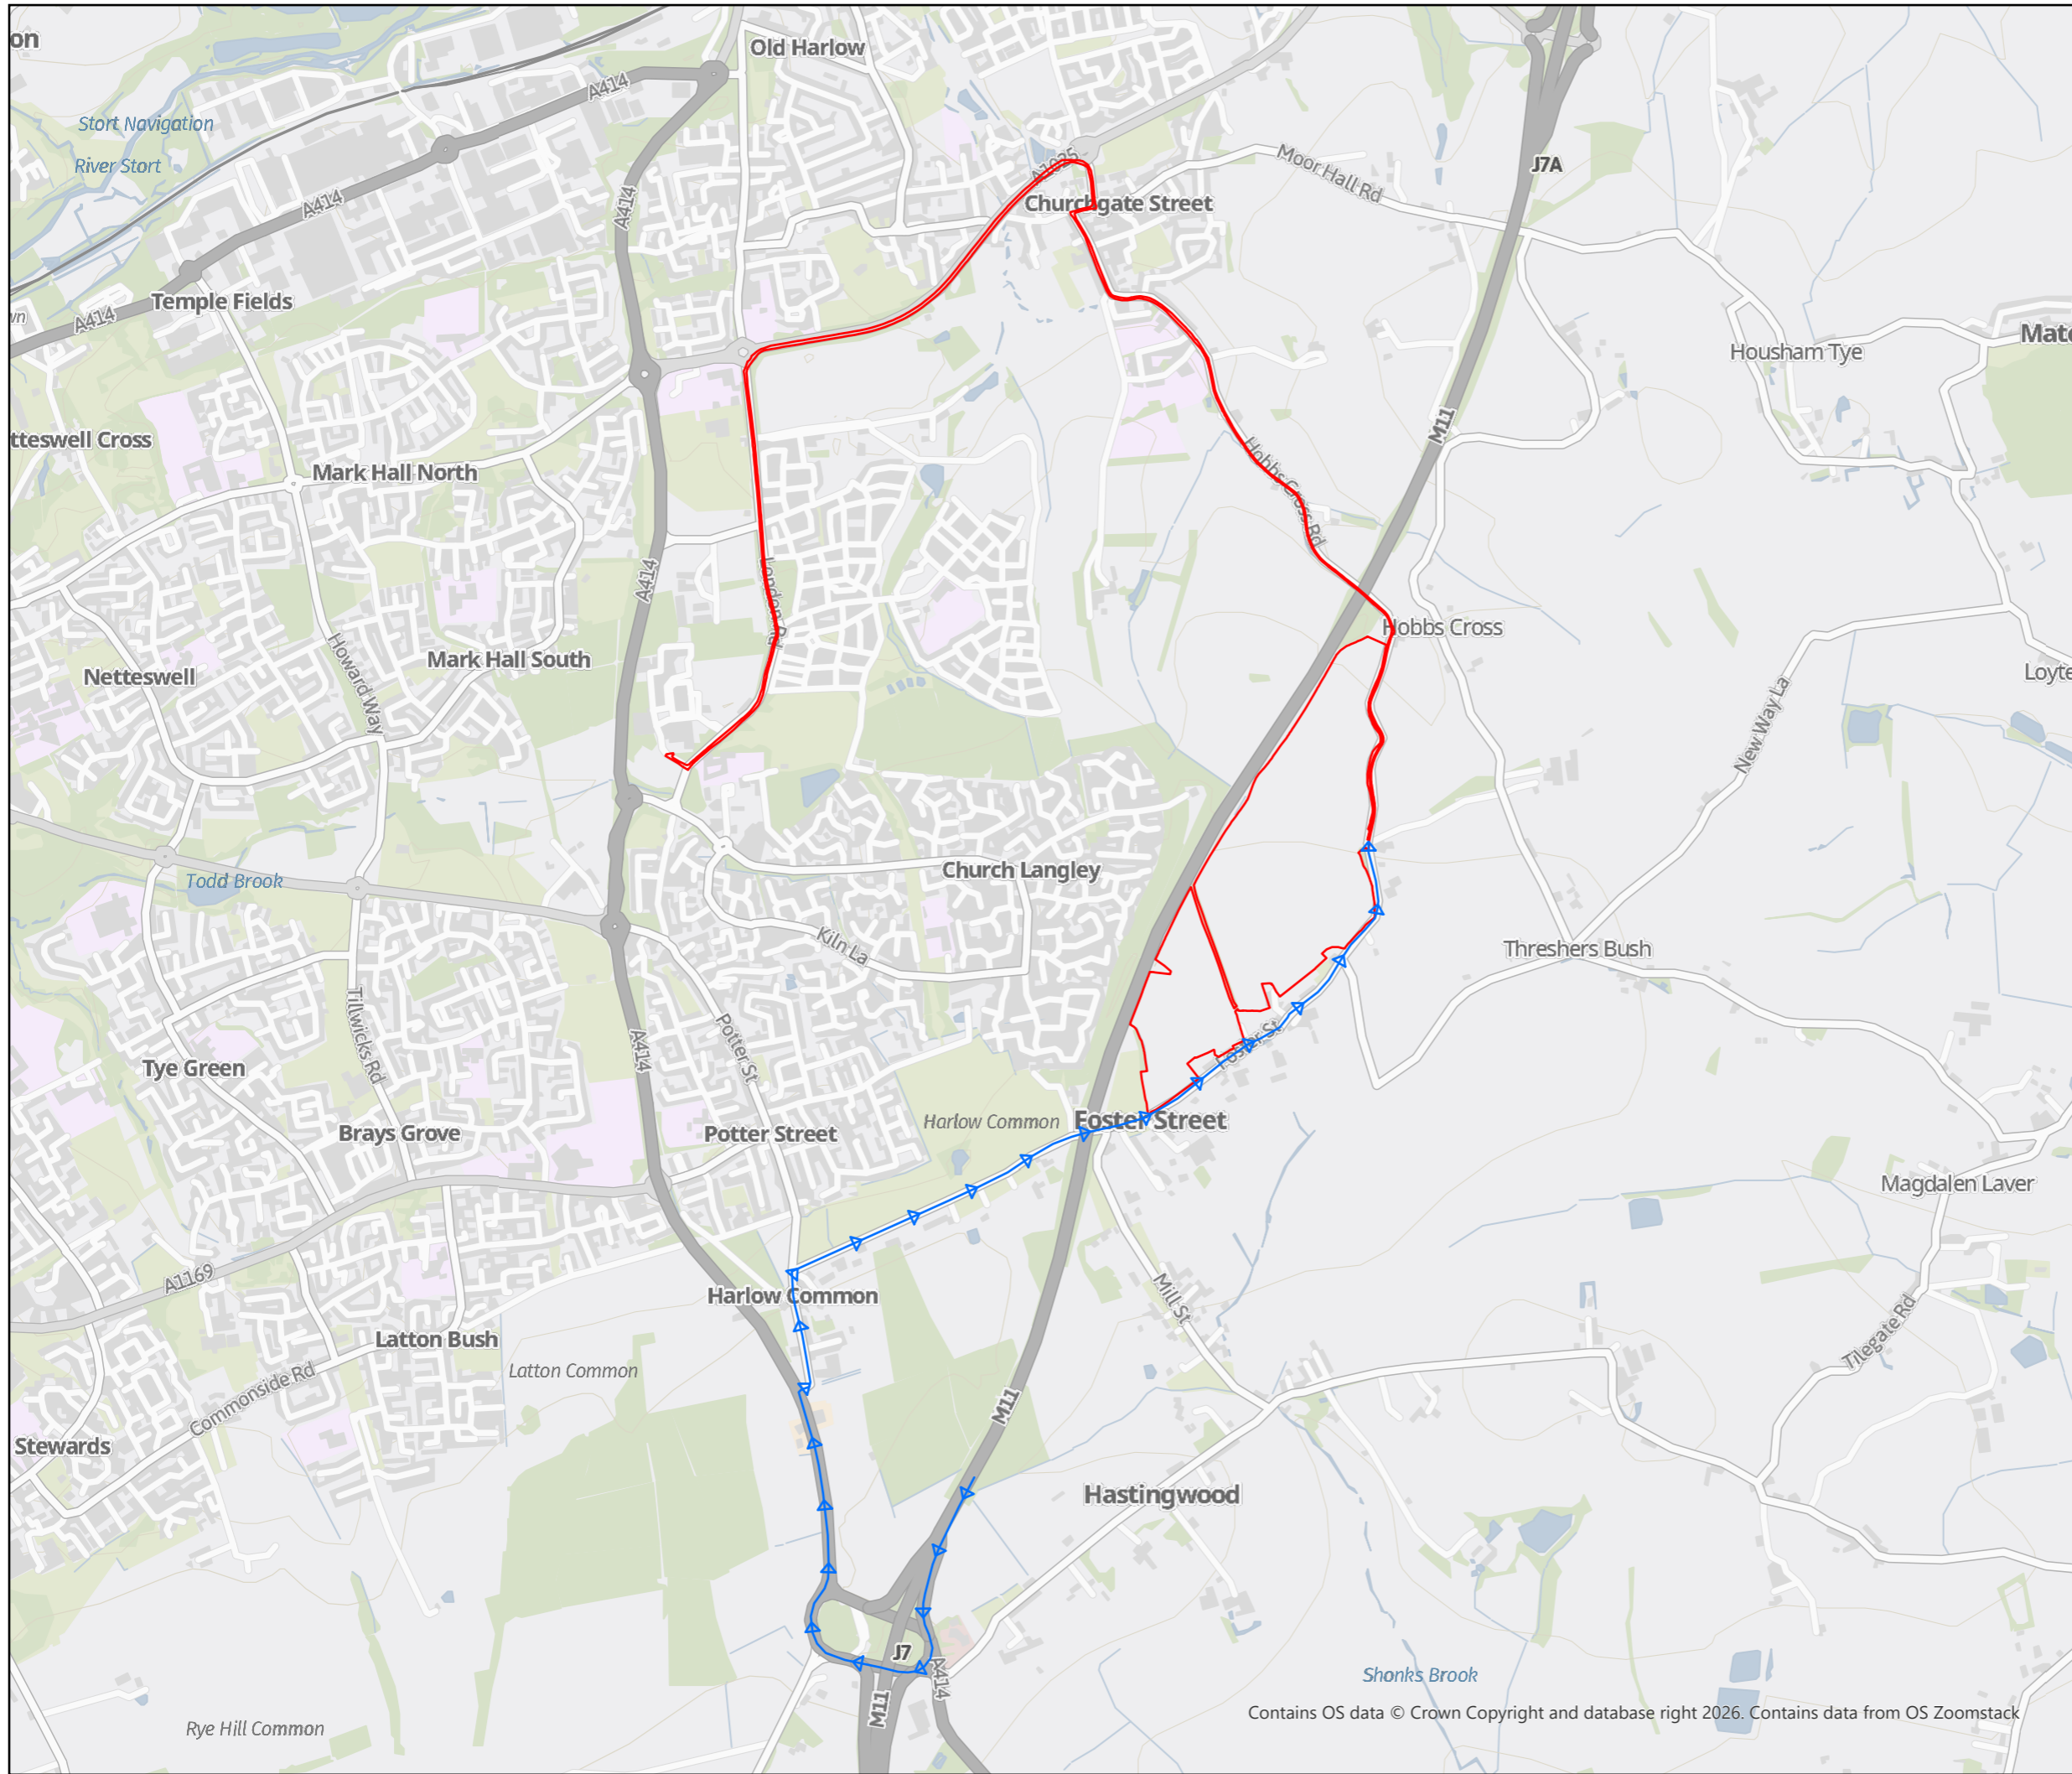 on
Old Harlow
A414
Stort Navigation
River Stort
J7A
A414
A414
Moor Hall Rd
Churchgate Street
Temple Fields
A414
Housham Tye
M11
tteswell Cross
Mark Hall North
Hobbs Cross Rd
A414
London Rd
Hobbs Cross
Howard Way
Mark Hall South
Netteswell
New Way La
Church Langley
Todd Brook
Kiln La
Threshers Bush
Tillwicks Rd
Potter St
A414
Foster St
Tye Green
Harlow Common
Foster Street
Brays Grove
Potter Street
Magdalen Laver
A1169
Mill St
Harlow Common
Tilegate Rd
Latton Bush
Latton Common
Commonside Rd
M11
Stewards
Hastingwood
J7
A414
Shonks Brook
M11
Contains OS data © Crown Copyright and database right 2026. Contains data from OS Zoomstack
Rye Hill Common